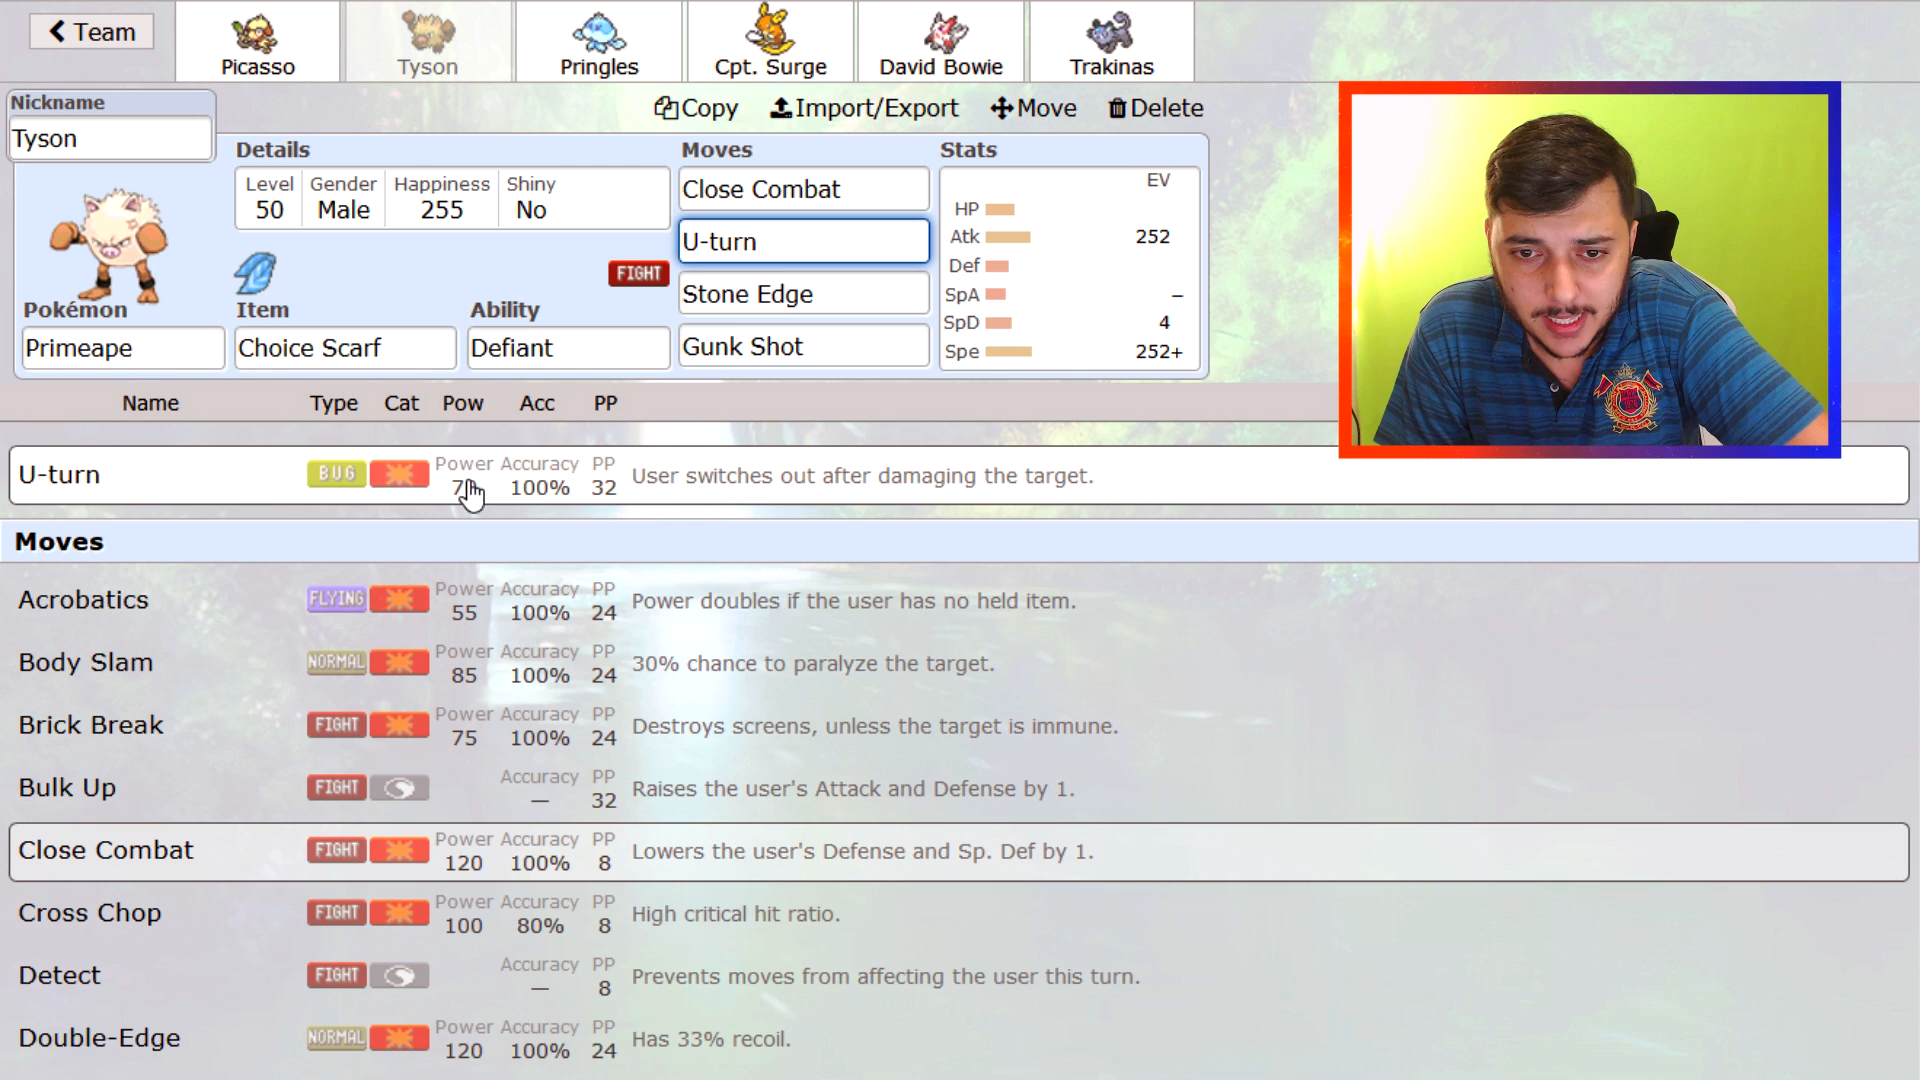 Team
Picasso
Tyson
Pringles
Cpt. Surge
David Bowie
Trakinas
Nickname
Tyson
Copy
Import/Export
Move
Delete
Details
Moves
Stats
Level
Gender
Happiness
Shiny
50
Male
255
No
FIGHT
Pokémon
Item
Ability
Primeape
Choice Scarf
Defiant
Close Combat
U-turn
Stone Edge
Gunk Shot
EV
HP
Atk 252
Def
SpA –
SpD 4
Spe 252+
Name Type Cat Pow Acc PP
Power Accuracy PP
U-turn BUG 100% 32 User switches out after damaging the target.
Moves
Power Accuracy PP
Acrobatics FLYING 55 100% 24 Power doubles if the user has no held item.
Power Accuracy PP
Body Slam NORMAL 85 100% 24 30% chance to paralyze the target.
Power Accuracy PP
Brick Break FIGHT 75 100% 24 Destroys screens, unless the target is immune.
Accuracy PP
Bulk Up FIGHT — 32 Raises the user's Attack and Defense by 1.
Power Accuracy PP
Close Combat FIGHT 120 100% 8 Lowers the user's Defense and Sp. Def by 1.
Power Accuracy PP
Cross Chop FIGHT 100 80% 8 High critical hit ratio.
Accuracy PP
Detect FIGHT — 8 Prevents moves from affecting the user this turn.
Power Accuracy PP
Double-Edge NORMAL 120 100% 24 Has 33% recoil.